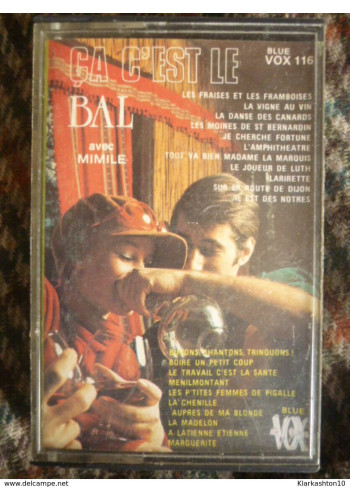 ÇA C'EST LE
BAL
avec
MIMILE
BLUE
VOX 116
LES FRAISES ET LES FRAMBOISES
LA VIGNE AU VIN
LA DANSE DES CANARDS
LES MOINES DE ST BERNARDIN
JE CHERCHE FORTUNE
L'AMPHITHEATRE
TOUT VA BIEN MADAME LA MARQUIS
LE JOUEUR DE LUTH
LARIRETTE
SUR LA ROUTE DE DIJON
IL EST DES NOTRES
BUVONS, CHANTONS, TRINQUONS !
BOIRE UN PETIT COUP
LE TRAVAIL C'EST LA SANTE
MENILMONTANT
LES P'TITES FEMMES DE PIGALLE
LA CHENILLE
AUPRES DE MA BLONDE
LA MADELON
A LATIENNE ETIENNE
MARGUERITE
BLUE
VOX
Uploader: Klarkashton10